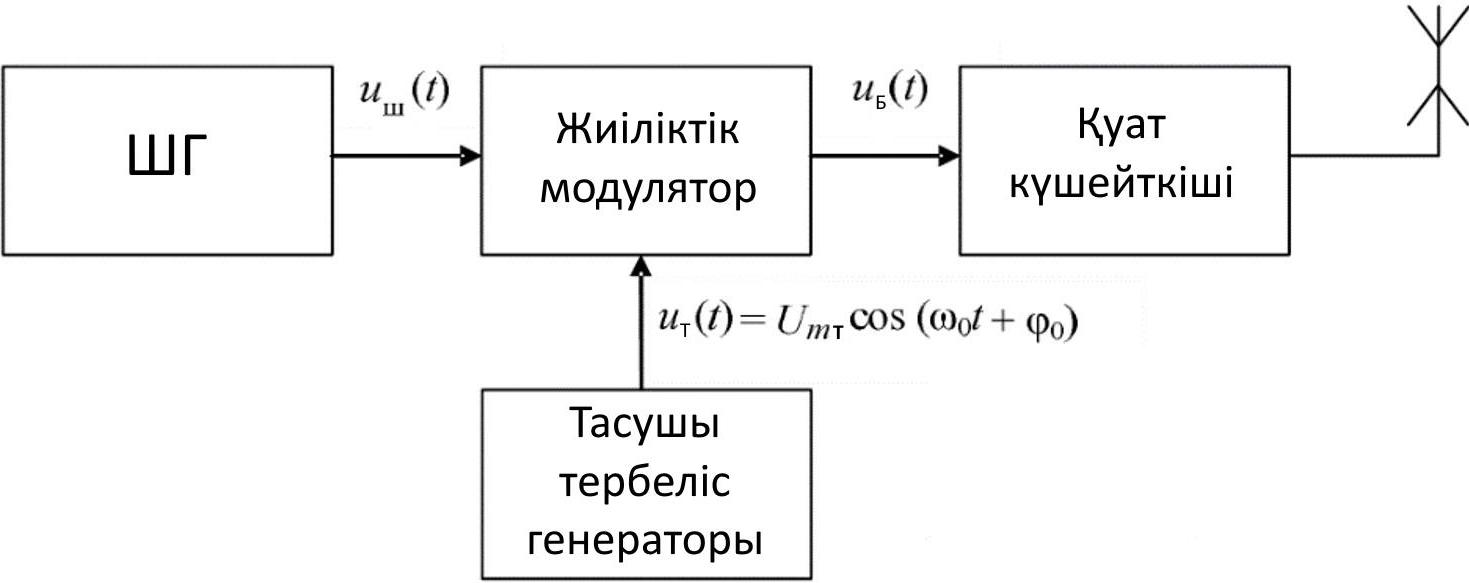 ШГ
uш(t)
Жиіліктік
модулятор
uБ(t)
Қуат
күшейткіші
uТ(t) = UmТ cos (ω0t + φ0)
Тасушы
тербеліс
генераторы